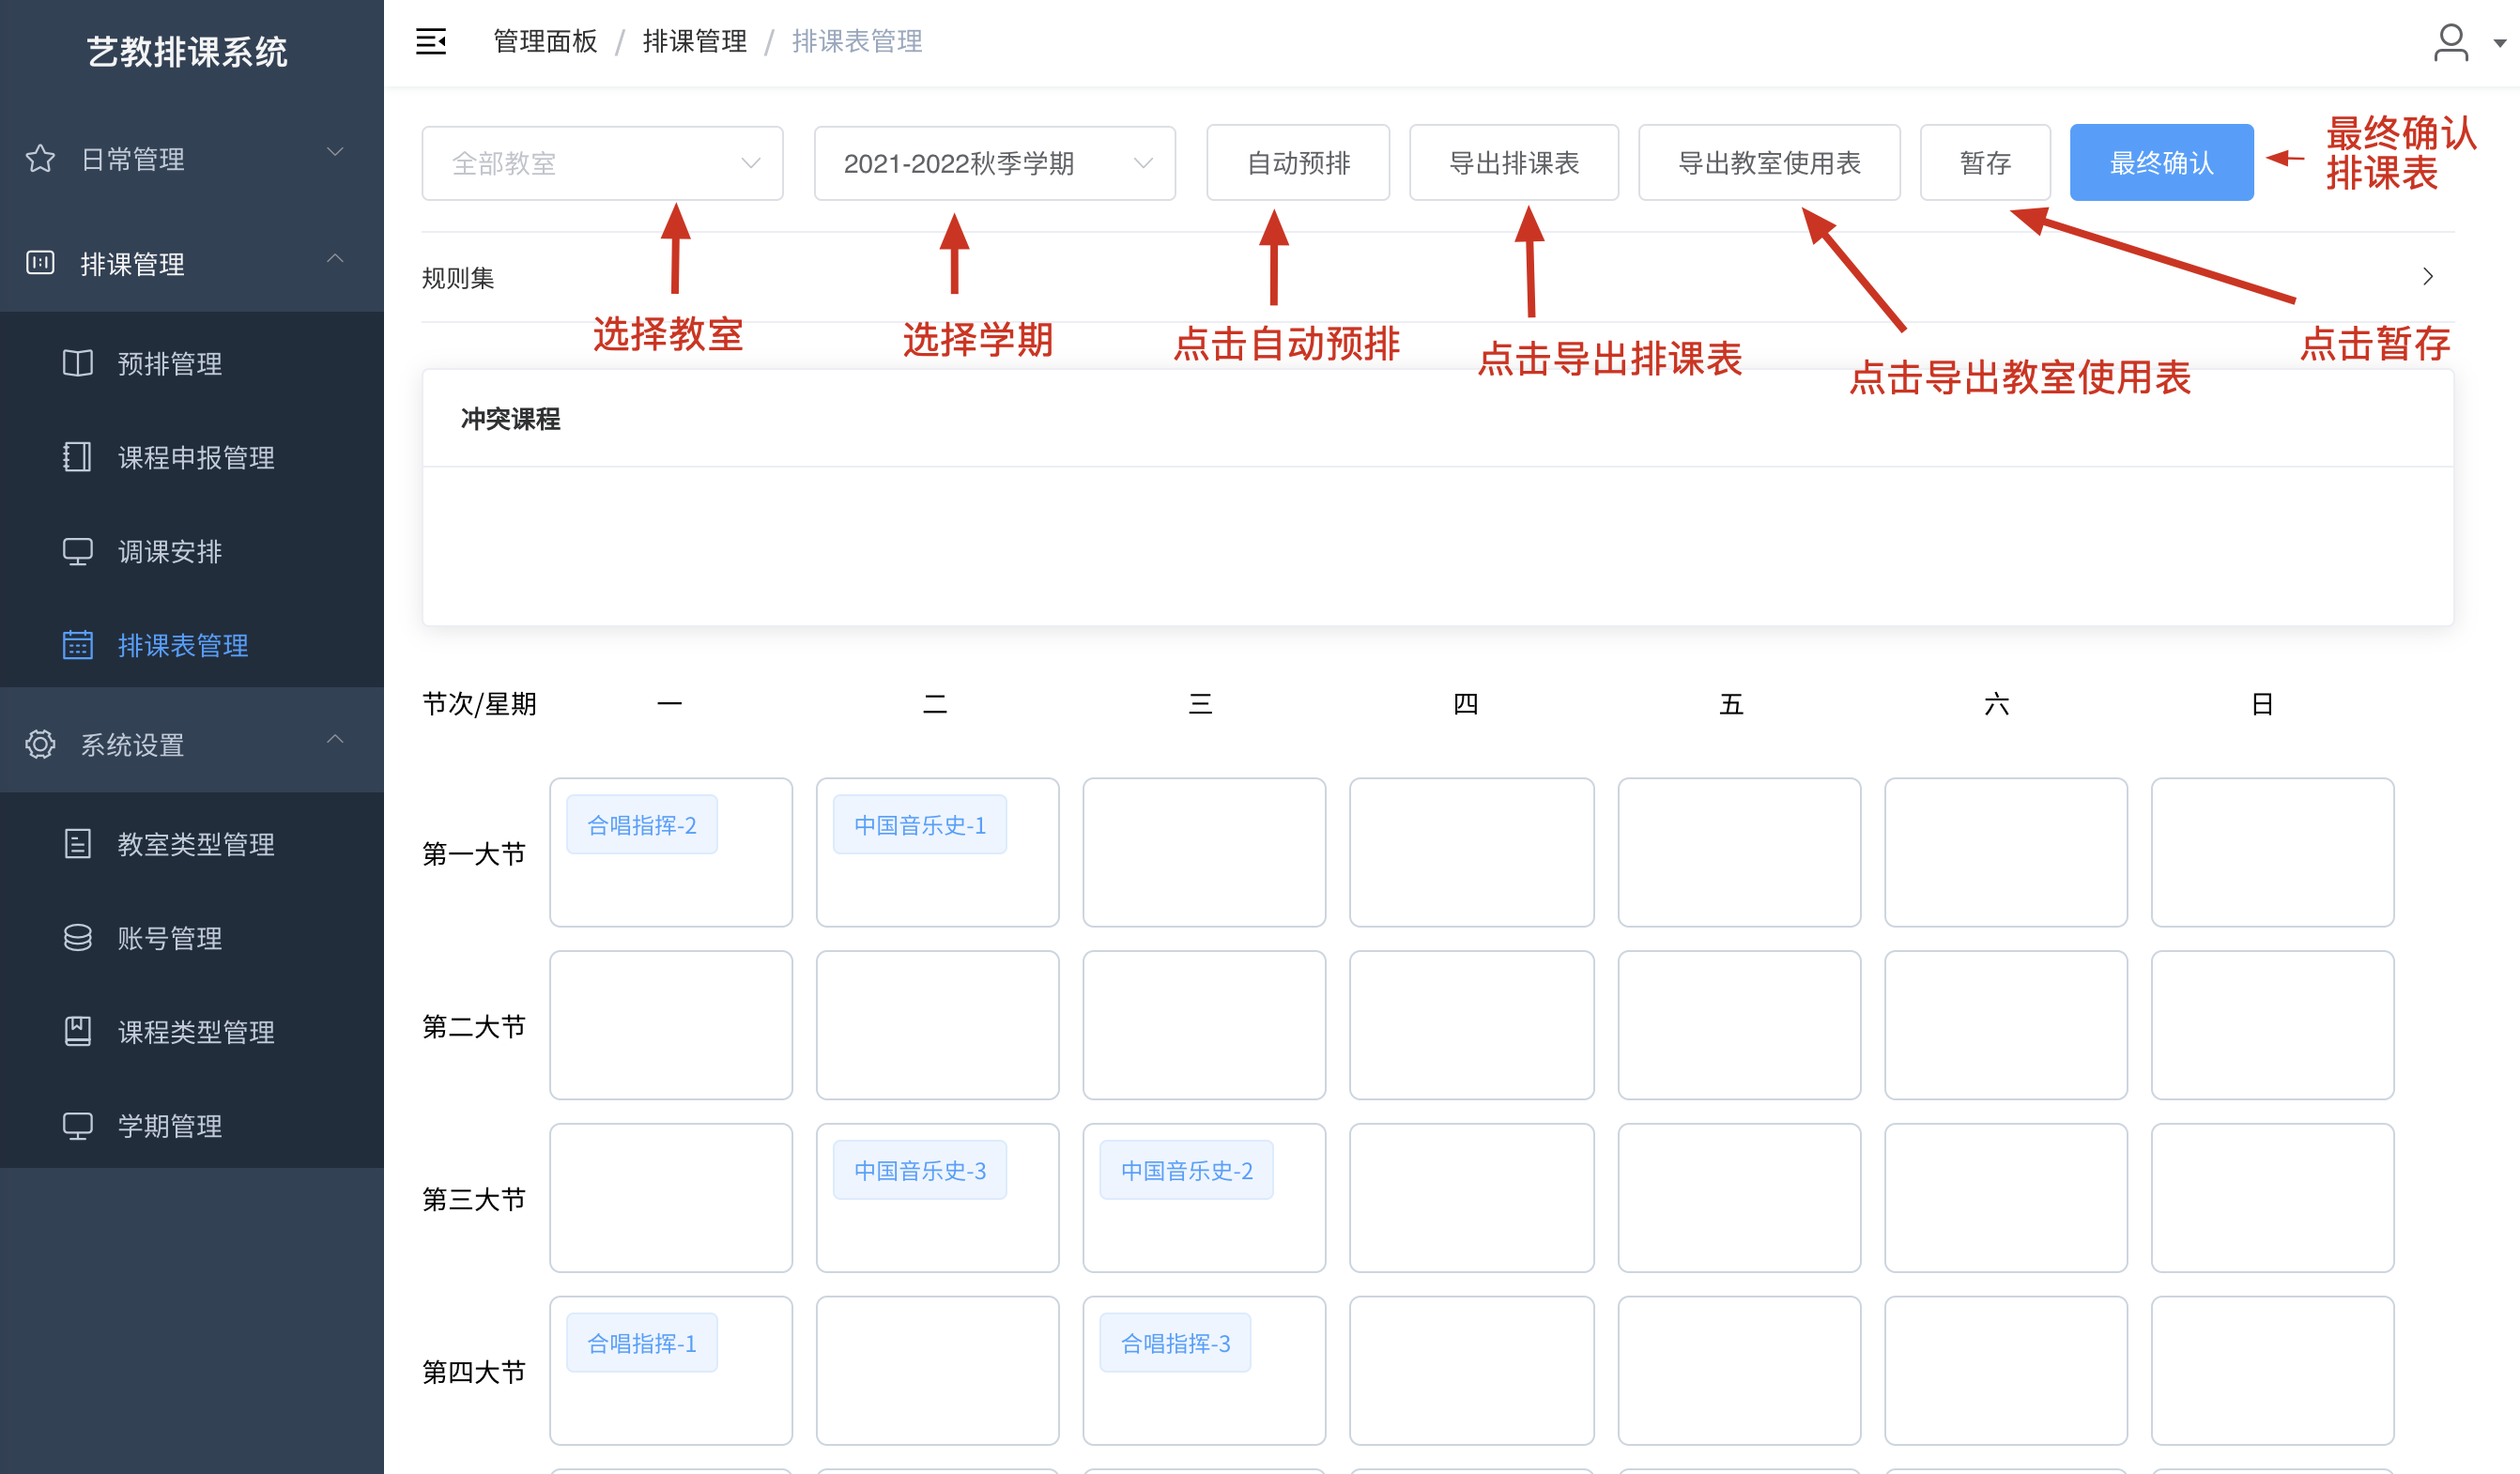 艺教排课系统
日常管理
排课管理
预排管理
课程申报管理
调课安排
排课表管理
系统设置
教室类型管理
账号管理
课程类型管理
学期管理
管理面板 / 排课管理 / 排课表管理
全部教室
2021-2022秋季学期
自动预排
导出排课表
导出教室使用表
暂存
最终确认
最终确认
排课表
规则集
选择教室
选择学期
点击自动预排
点击导出排课表
点击导出教室使用表
点击暂存
冲突课程
节次/星期 一 二 三 四 五 六 日
第一大节 合唱指挥-2 中国音乐史-1
第二大节
第三大节 中国音乐史-3 中国音乐史-2
第四大节 合唱指挥-1 合唱指挥-3